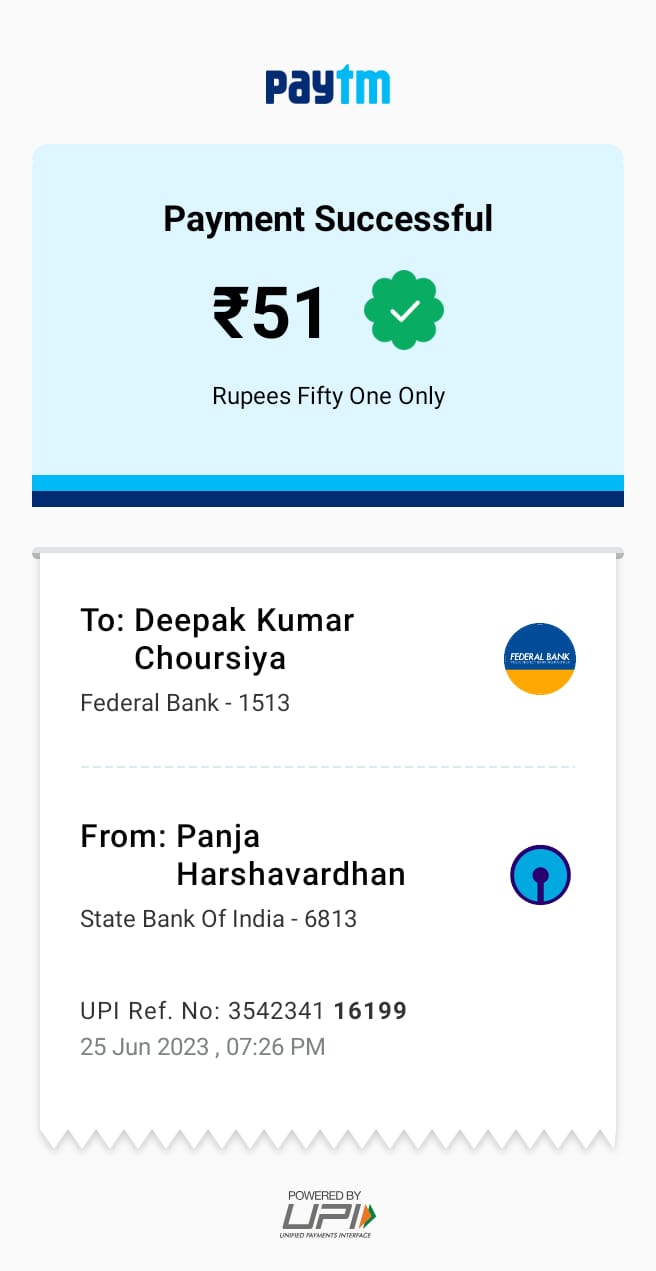 paytm
Payment Successful
₹51
Rupees Fifty One Only
To: Deepak Kumar
Choursiya
Federal Bank - 1513
FEDERAL BANK
From: Panja
Harshavardhan
State Bank Of India - 6813
UPI Ref. No: 3542341 16199
25 Jun 2023 , 07:26 PM
POWERED BY
UPI
UNIFIED PAYMENTS INTERFACE